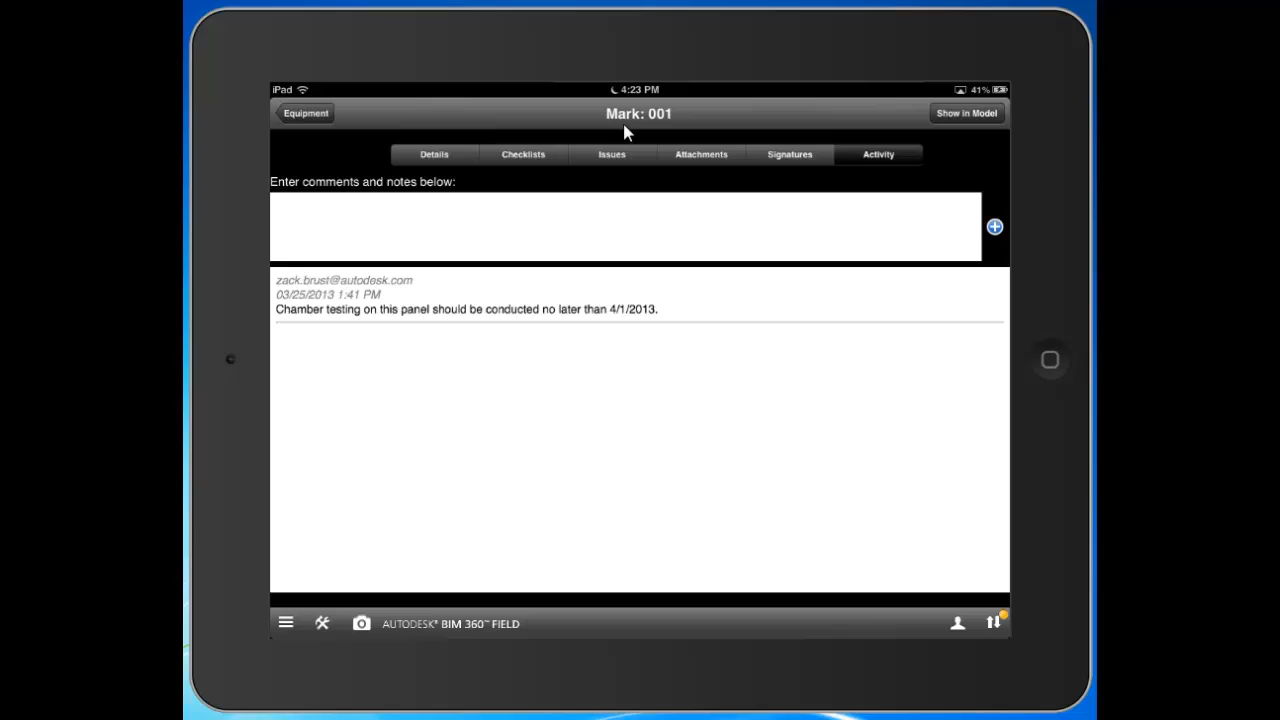 iPad 4:23 PM 41%
Equipment Mark: 001 Show in Model
Details Checklists Issues Attachments Signatures Activity
Enter comments and notes below:
zack.brust@autodesk.com
03/25/2013 1:41 PM
Chamber testing on this panel should be conducted no later than 4/1/2013.
AUTODESK® BIM 360™ FIELD